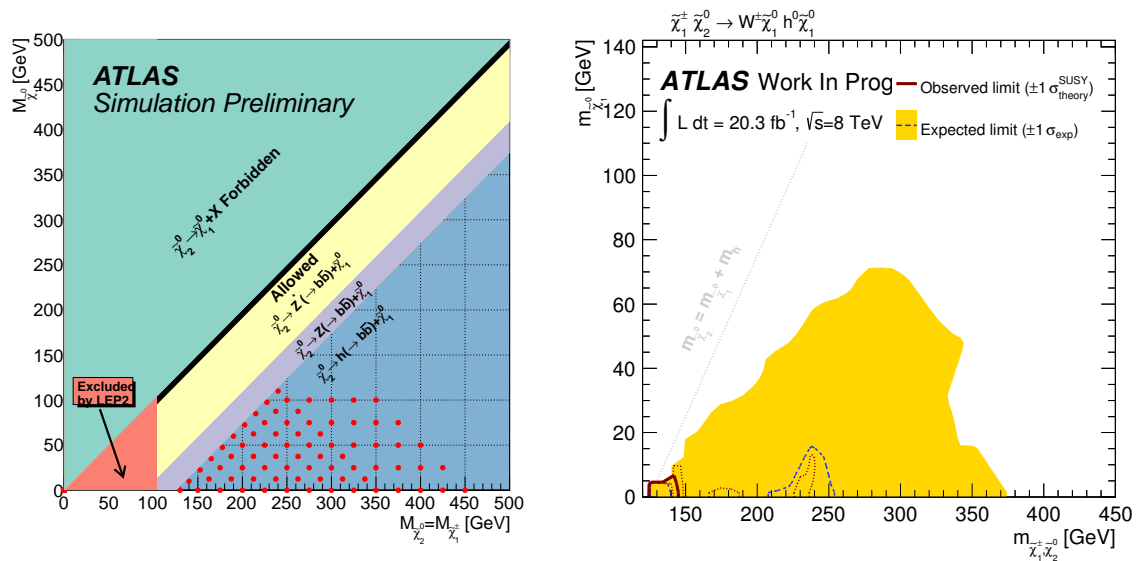 ATLAS
Simulation Preliminary
χ̃₂⁰→χ̃₁⁰+X Forbidden
Allowed
χ̃₂⁰→Z*(→bb̄)+χ̃₁⁰
χ̃₂⁰→Z(→bb̄)+χ̃₁⁰
χ̃₂⁰→h(→bb̄)+χ̃₁⁰
Excluded
by LEP2
M_χ̃₁⁰ [GeV]
500
450
400
350
300
250
200
150
100
50
0
0 50 100 150 200 250 300 350 400 450 500
M_χ̃₂⁰=M_χ̃₁± [GeV]
χ̃₁± χ̃₂⁰ → W± χ̃₁⁰ h⁰ χ̃₁⁰
ATLAS Work In Prog
∫ L dt = 20.3 fb⁻¹, √s=8 TeV
Observed limit (±1 σ_theory^SUSY)
Expected limit (±1 σ_exp)
m_χ̃₂⁰ = m_χ̃₁⁰ + m_h
m_χ̃₁⁰ [GeV]
140
120
100
80
60
40
20
0
150 200 250 300 350 400 450
m_χ̃₁±,χ̃₂⁰ [GeV]